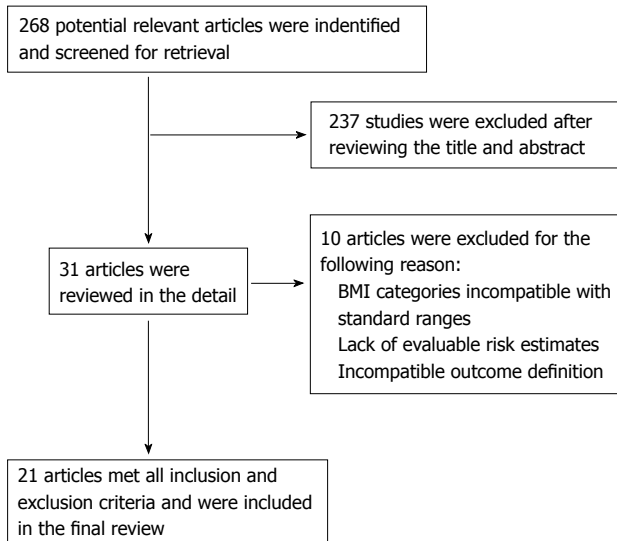 268 potential relevant articles were indentified
and screened for retrieval
237 studies were excluded after
reviewing the title and abstract
31 articles were
reviewed in the detail
10 articles were excluded for the
following reason:
BMI categories incompatible with
standard ranges
Lack of evaluable risk estimates
Incompatible outcome definition
21 articles met all inclusion and
exclusion criteria and were included
in the final review